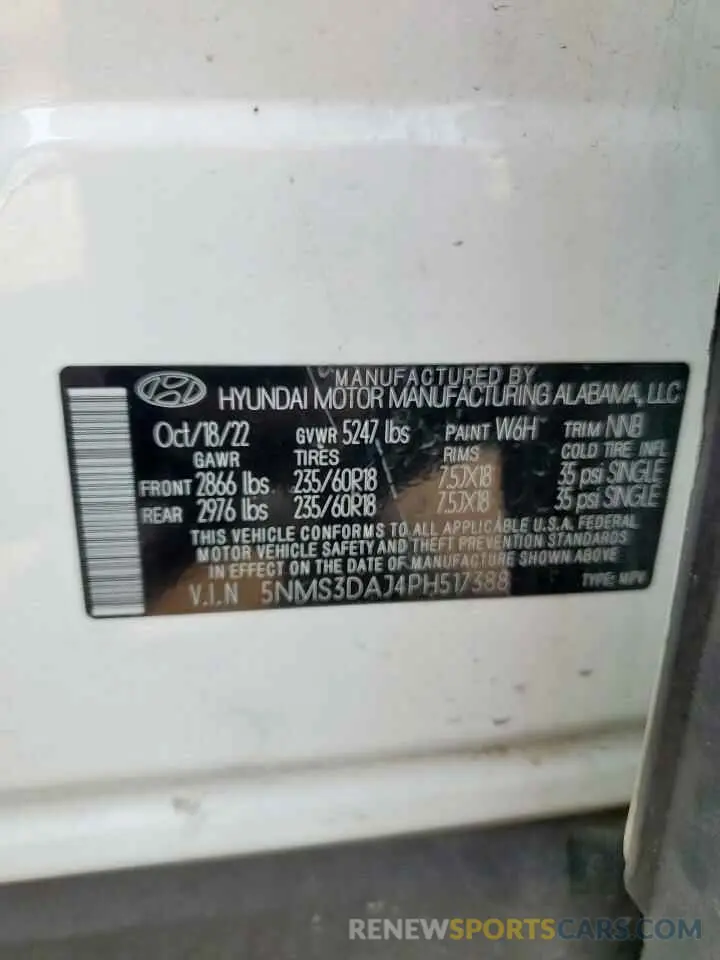 MANUFACTURED BY
HYUNDAI MOTOR MANUFACTURING ALABAMA, LLC
Oct/18/22 GVWR 5247 lbs PAINT W6H TRIM NNB
GAWR TIRES RIMS COLD TIRE INFL
FRONT 2866 lbs 235/60R18 7.5JX18 35 psi SINGLE
REAR 2976 lbs 235/60R18 7.5JX18 35 psi SINGLE
THIS VEHICLE CONFORMS TO ALL APPLICABLE U.S.A. FEDERAL
MOTOR VEHICLE SAFETY AND THEFT PREVENTION STANDARDS
IN EFFECT ON THE DATE OF MANUFACTURE SHOWN ABOVE
V.I.N 5NMS3DAJ4PH517388 TYPE: MPV
RENEWSPORTSCARS.COM